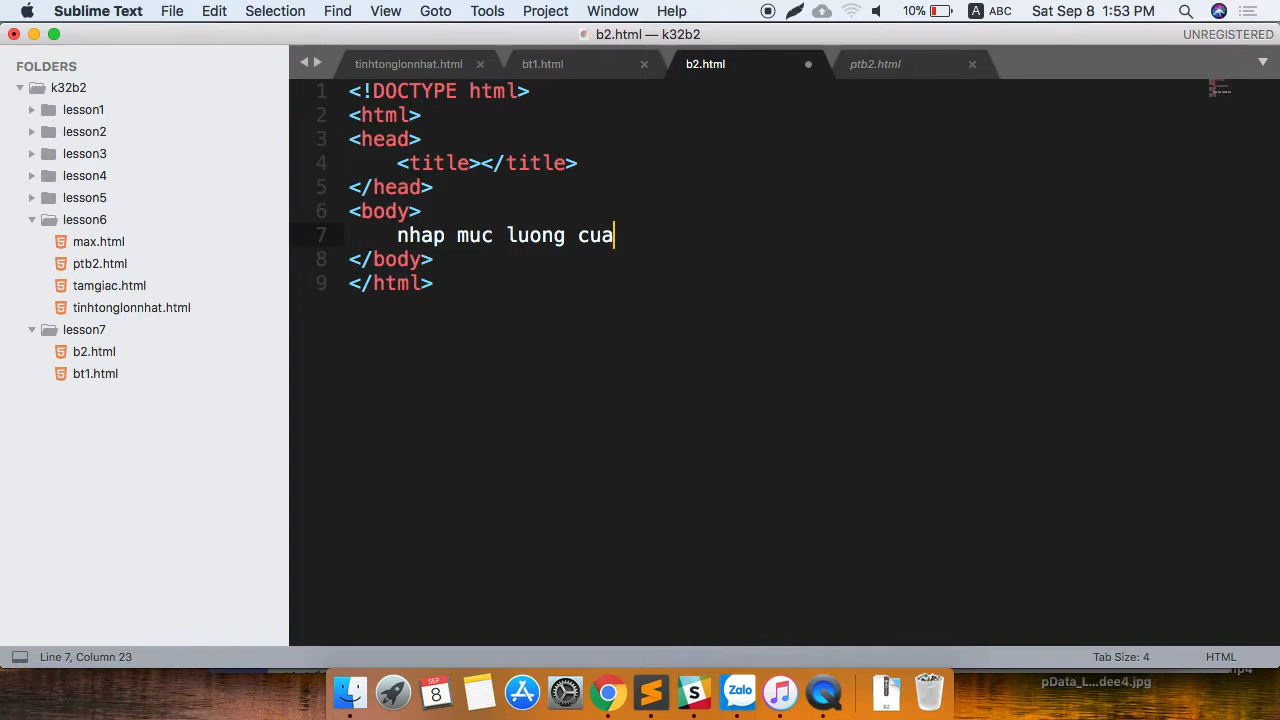 Sublime Text File Edit Selection Find View Goto Tools Project Window Help 10% A ABC Sat Sep 8 1:53 PM
b2.html — k32b2 UNREGISTERED
FOLDERS
k32b2
lesson1
lesson2
lesson3
lesson4
lesson5
lesson6
max.html
ptb2.html
tamgiac.html
tinhtonglonnhat.html
lesson7
b2.html
bt1.html
tinhtonglonnhat.html bt1.html b2.html ptb2.html
1 <!DOCTYPE html>
2 <html>
3 <head>
4 <title></title>
5 </head>
6 <body>
7 nhap muc luong cua
8 </body>
9 </html>
Line 7, Column 23 Tab Size: 4 HTML
SEP
8
Zalo
pData_L...dee4.jpg